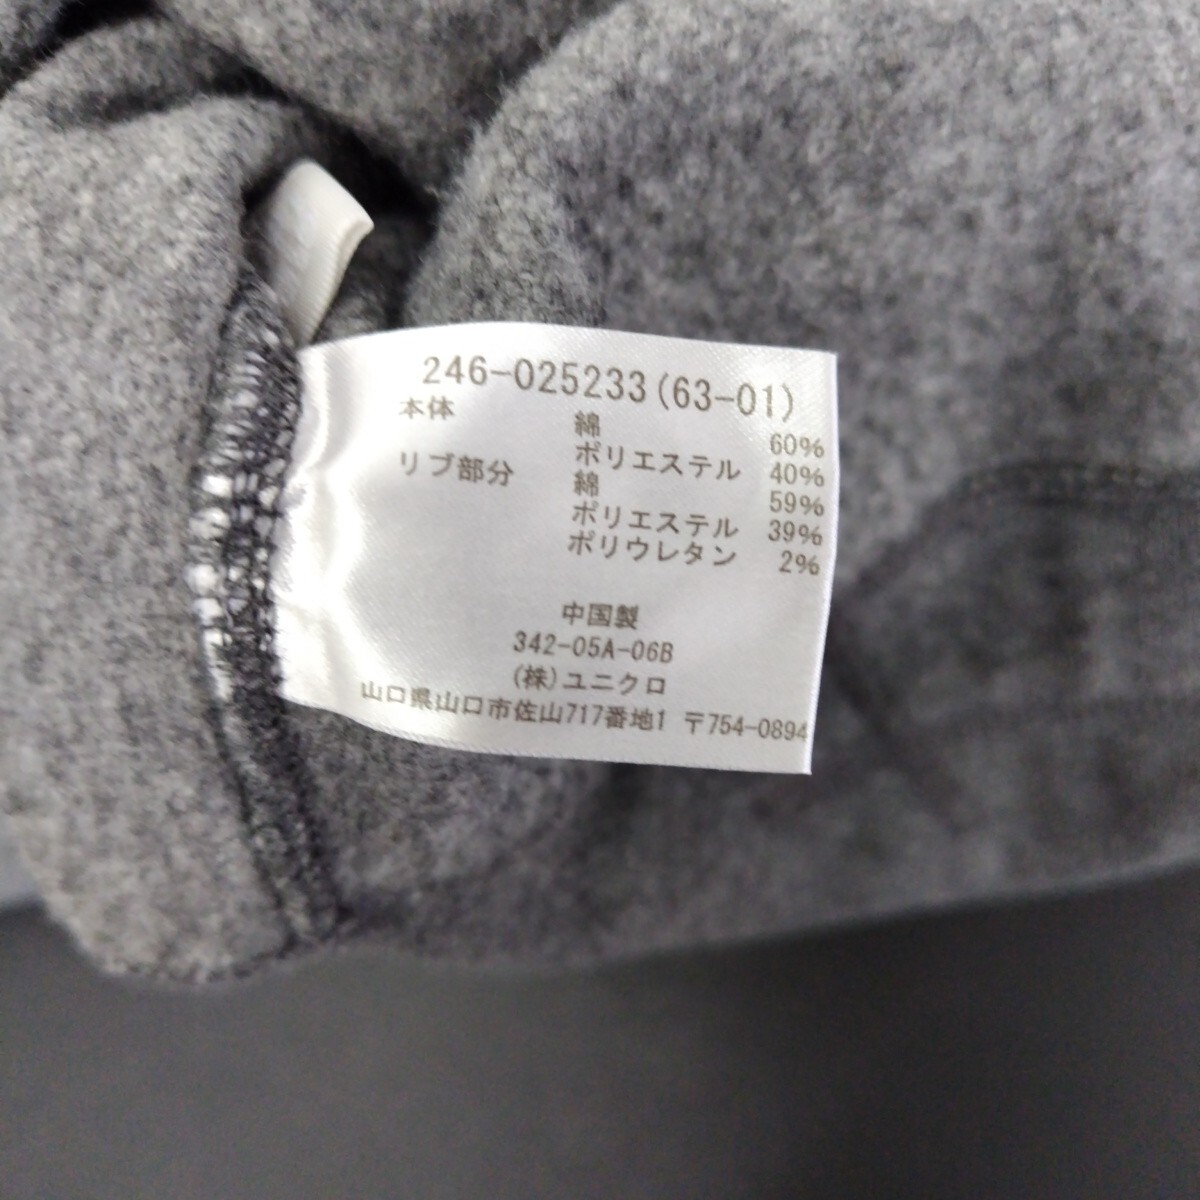 246-025233(63-01)
本体 綿 60%
ポリエステル 40%
リブ部分 綿 59%
ポリエステル 39%
ポリウレタン 2%
中国製
342-05A-06B
(株)ユニクロ
山口県山口市佐山717番地1 〒754-0894